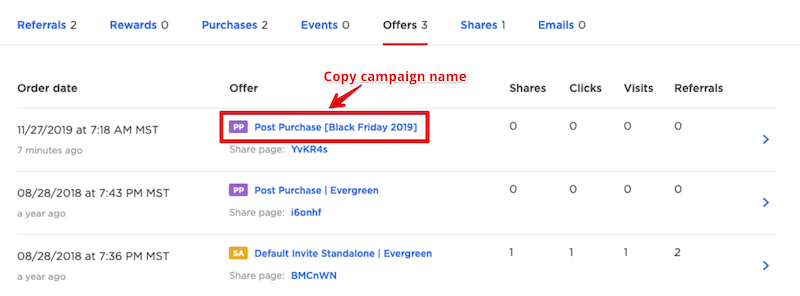 Referrals 2 Rewards 0 Purchases 2 Events 0 Offers 3 Shares 1 Emails 0
Copy campaign name
Order date Offer Shares Clicks Visits Referrals
11/27/2019 at 7:18 AM MST PP Post Purchase [Black Friday 2019] 0 0 0 0
7 minutes ago Share page: YvKR4s
08/28/2018 at 7:43 PM MST PP Post Purchase | Evergreen 0 0 0 0
a year ago Share page: i6onhf
08/28/2018 at 7:36 PM MST SA Default Invite Standalone | Evergreen 1 1 1 2
a year ago Share page: BMCnWN